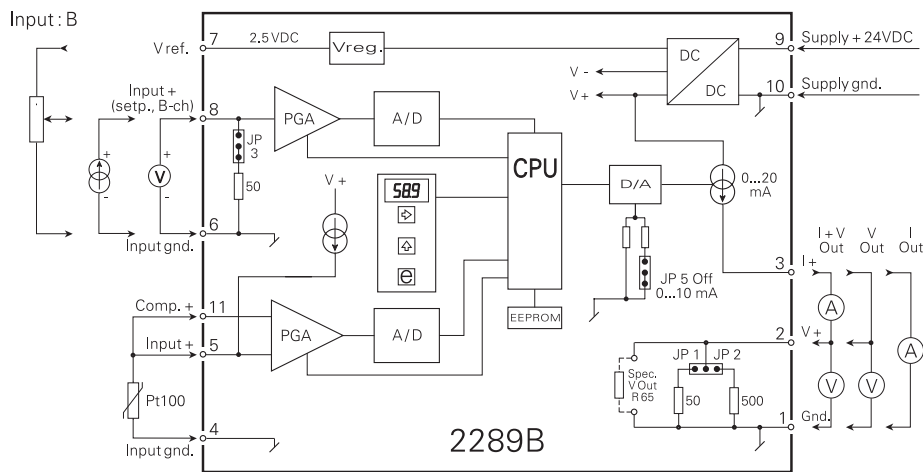 Input : B
V ref.
7
2.5 VDC
Vreg.
DC
DC
9
Supply + 24VDC
V -
V +
10
Supply gnd.
Input +
(setp., B-ch)
8
PGA
A/D
JP
3
50
CPU
+
-
+
V
-
6
Input gnd.
V +
58.9
e
D/A
0...20
mA
JP 5 Off
0...10 mA
EEPROM
3
I+
I + V
Out
V
Out
I
Out
A
A
V
V
Comp. +
11
Input +
5
PGA
A/D
Pt100
4
Input gnd.
2
V+
JP 1
JP 2
Spec.
V Out
R 65
50
500
1
Gnd.
2289B